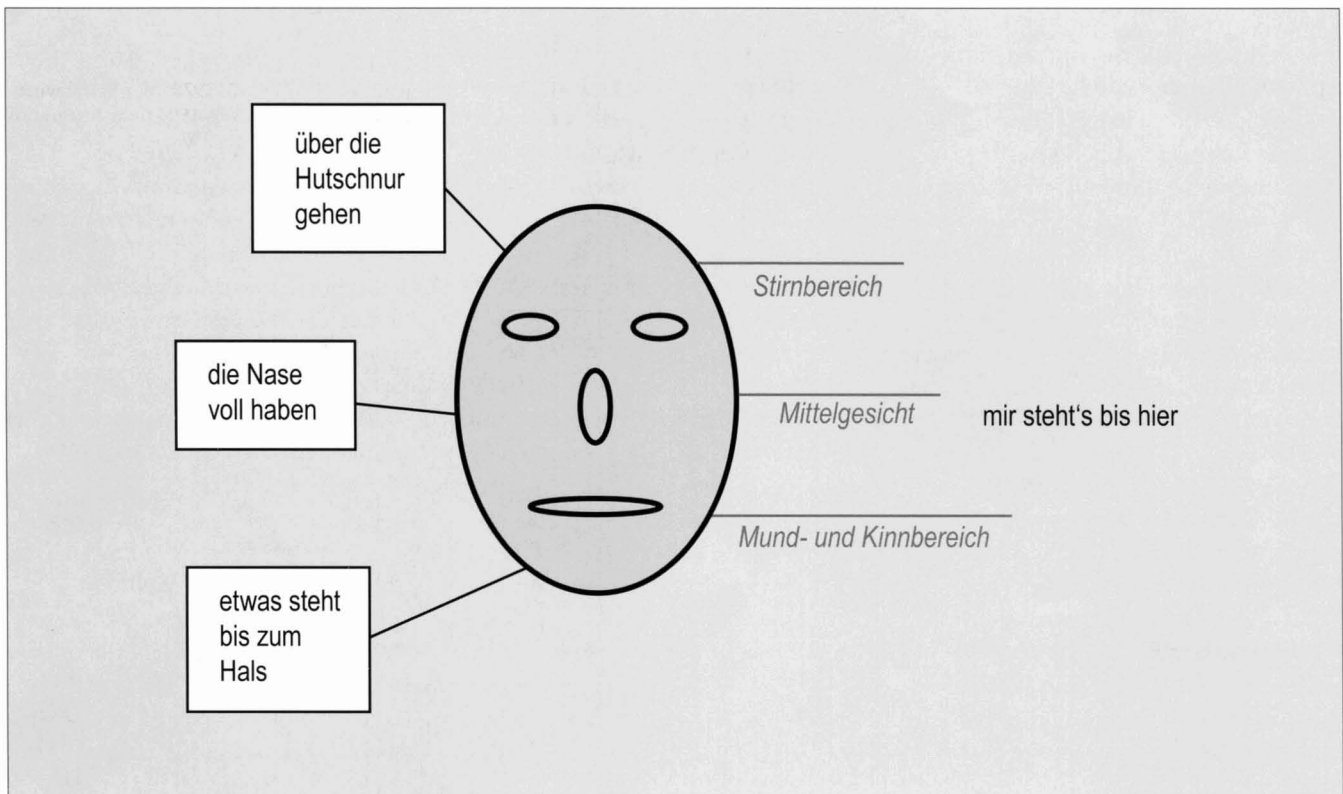 über die
Hutschnur
gehen
Stirnbereich
die Nase
voll haben
Mittelgesicht
mir steht‘s bis hier
Mund- und Kinnbereich
etwas steht
bis zum
Hals